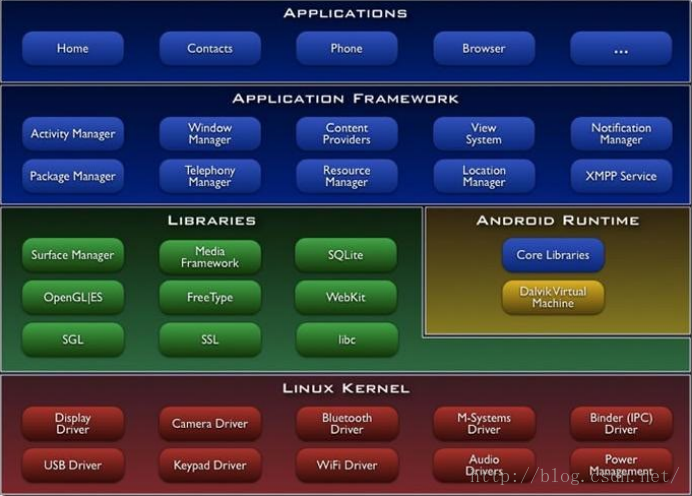 APPLICATIONS
Home
Contacts
Phone
Browser
...
APPLICATION FRAMEWORK
Activity Manager
Window
Manager
Content
Providers
View
System
Notification
Manager
Package Manager
Telephony
Manager
Resource
Manager
Location
Manager
XMPP Service
LIBRARIES
Surface Manager
Media
Framework
SQLite
OpenGL|ES
FreeType
WebKit
SGL
SSL
libc
ANDROID RUNTIME
Core Libraries
Dalvik Virtual
Machine
LINUX KERNEL
Display
Driver
Camera Driver
Bluetooth
Driver
M-Systems
Driver
Binder (IPC)
Driver
USB Driver
Keypad Driver
WiFi Driver
Audio
Drivers
Power
Management
http://blog.csdn.net/